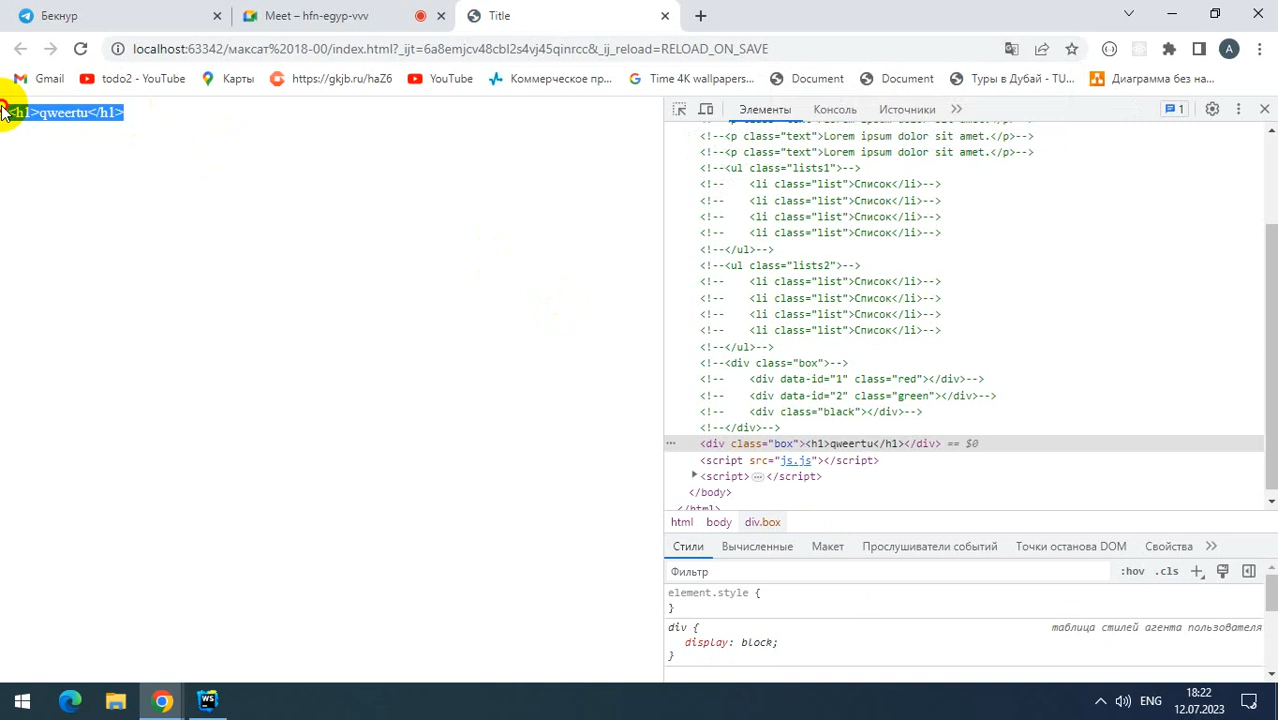 Бекнур
Meet – hfn-egyp-vvv
Title
localhost:63342/максат%2018-00/index.html?_ijt=6a8emjcv48cbl2s4vj45qinrcc&_ij_reload=RELOAD_ON_SAVE
A
Gmail
todo2 - YouTube
Карты
https://gkjb.ru/haZ6
YouTube
Коммерческое пр...
Time 4K wallpapers...
Document
Document
Туры в Дубай - TU...
Диаграмма без на...
<h1>qweertu</h1>
Элементы
Консоль
Источники
1
<!--<p class="text">Lorem ipsum dolor sit amet.</p>-->
<!--<p class="text">Lorem ipsum dolor sit amet.</p>-->
<!--<ul class="lists1">-->
<!-- <li class="list">Список</li>-->
<!-- <li class="list">Список</li>-->
<!-- <li class="list">Список</li>-->
<!-- <li class="list">Список</li>-->
<!--</ul>-->
<!--<ul class="lists2">-->
<!-- <li class="list">Список</li>-->
<!-- <li class="list">Список</li>-->
<!-- <li class="list">Список</li>-->
<!-- <li class="list">Список</li>-->
<!--</ul>-->
<!--<div class="box">-->
<!-- <div data-id="1" class="red"></div>-->
<!-- <div data-id="2" class="green"></div>-->
<!-- <div class="black"></div>-->
<!--</div>-->
<div class="box"><h1>qweertu</h1></div> == $0
<script src="js.js"></script>
<script>…</script>
</body>
</html>
html body div.box
Стили
Вычисленные
Макет
Прослушиватели событий
Точки останова DOM
Свойства
Фильтр
:hov .cls
element.style {
}
div {
таблица стилей агента пользователя
display: block;
}
WS
ENG
18:22
12.07.2023